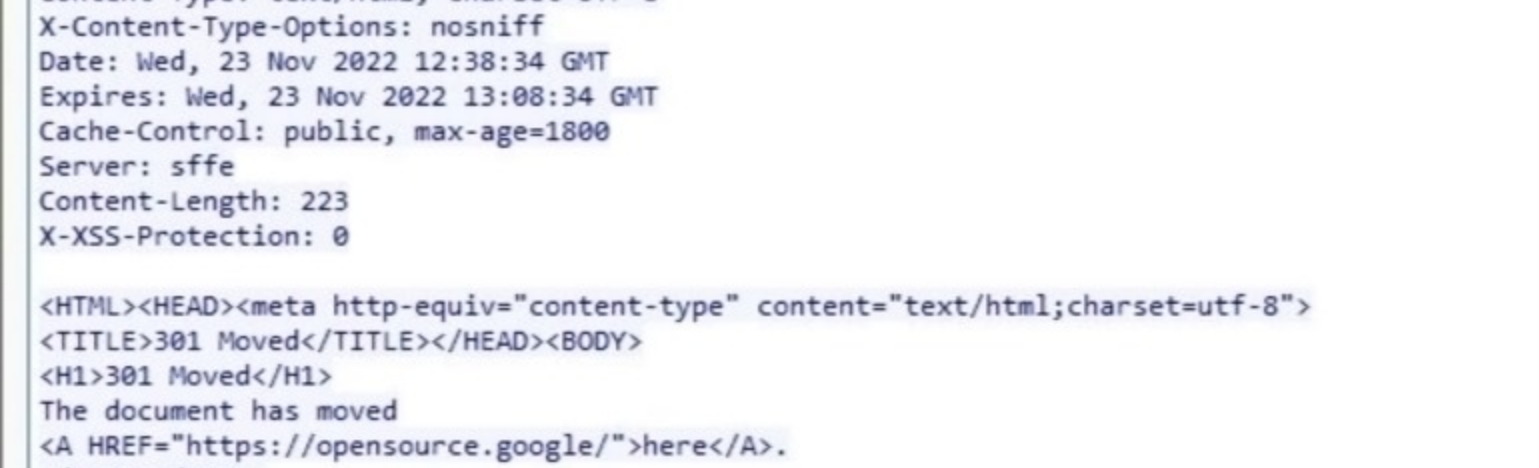 X-Content-Type-Options: nosniff
Date: Wed, 23 Nov 2022 12:38:34 GMT
Expires: Wed, 23 Nov 2022 13:08:34 GMT
Cache-Control: public, max-age=1800
Server: sffe
Content-Length: 223
X-XSS-Protection: 0
<HTML><HEAD><meta http-equiv="content-type" content="text/html;charset=utf-8">
<TITLE>301 Moved</TITLE></HEAD><BODY>
<H1>301 Moved</H1>
The document has moved
<A HREF="https://opensource.google/">here</A>.